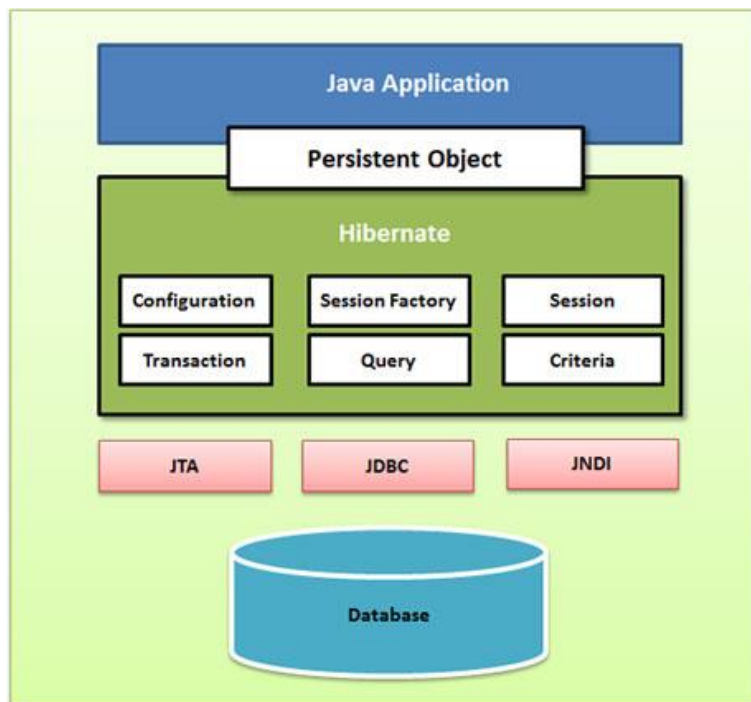 Java Application
Persistent Object
Hibernate
Configuration
Session Factory
Session
Transaction
Query
Criteria
JTA
JDBC
JNDI
Database